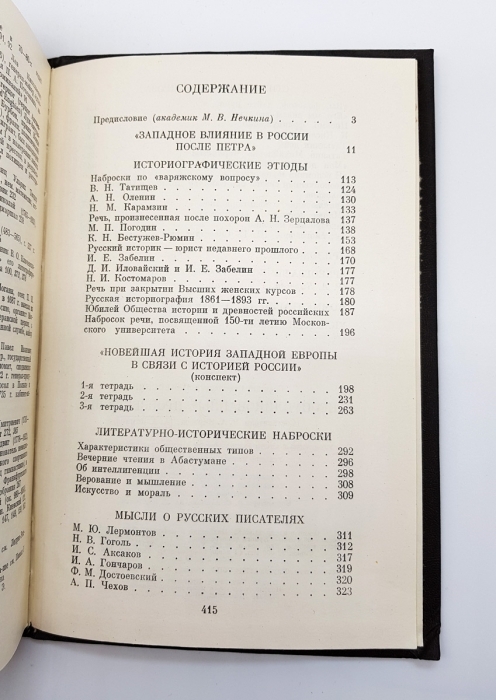 СОДЕРЖАНИЕ
Предисловие (академик М. В. Нечкина) . . . . . 3
«ЗАПАДНОЕ ВЛИЯНИЕ В РОССИИ
ПОСЛЕ ПЕТРА» 11
ИСТОРИОГРАФИЧЕСКИЕ ЭТЮДЫ
Наброски по «варяжскому вопросу» . . . . . . 113
В. Н. Татищев . . . . . . . . . . . . 124
А. Н. Оленин . . . . . . . . . . . . 130
Н. М. Карамзин . . . . . . . . . . . 133
Речь, произнесенная после похорон А. Н. Зерцалова 137
М. П. Погодин . . . . . . . . . . . . 138
К. Н. Бестужев-Рюмин . . . . . . . . . 153
Русский историк — юрист недавнего прошлого . . 168
И. Е. Забелин . . . . . . . . . . . . 170
Д. И. Иловайский и И. Е. Забелин . . . . . . 177
Н. И. Костомаров . . . . . . . . . . . 177
Речь при закрытии Высших женских курсов . . . 178
Русская историография 1861—1893 гг. . . . . . 180
Юбилей Общества истории и древностей российских 187
Набросок речи, посвященной 150-ти летию Москов-
ского университета . . . . . . . . . . 196
«НОВЕЙШАЯ ИСТОРИЯ ЗАПАДНОЙ ЕВРОПЫ
В СВЯЗИ С ИСТОРИЕЙ РОССИИ»
(конспект)
1-я тетрадь . . . . . . . . . . . . . 198
2-я тетрадь . . . . . . . . . . . . . 231
3-я тетрадь . . . . . . . . . . . . . 263
ЛИТЕРАТУРНО-ИСТОРИЧЕСКИЕ НАБРОСКИ
Характеристики общественных типов . . . . . 292
Вечерние чтения в Абастумане . . . . . . . 296
Об интеллигенции . . . . . . . . . . . 298
Верование и мышление . . . . . . . . . 308
Искусство и мораль . . . . . . . . . . 309
МЫСЛИ О РУССКИХ ПИСАТЕЛЯХ
М. Ю. Лермонтов . . . . . . . . . . . 311
Н. В. Гоголь . . . . . . . . . . . . . 312
И. С. Аксаков . . . . . . . . . . . . 317
И. А. Гончаров . . . . . . . . . . . . 319
Ф. М. Достоевский . . . . . . . . . . . 320
А. П. Чехов . . . . . . . . . . . . . 323
415